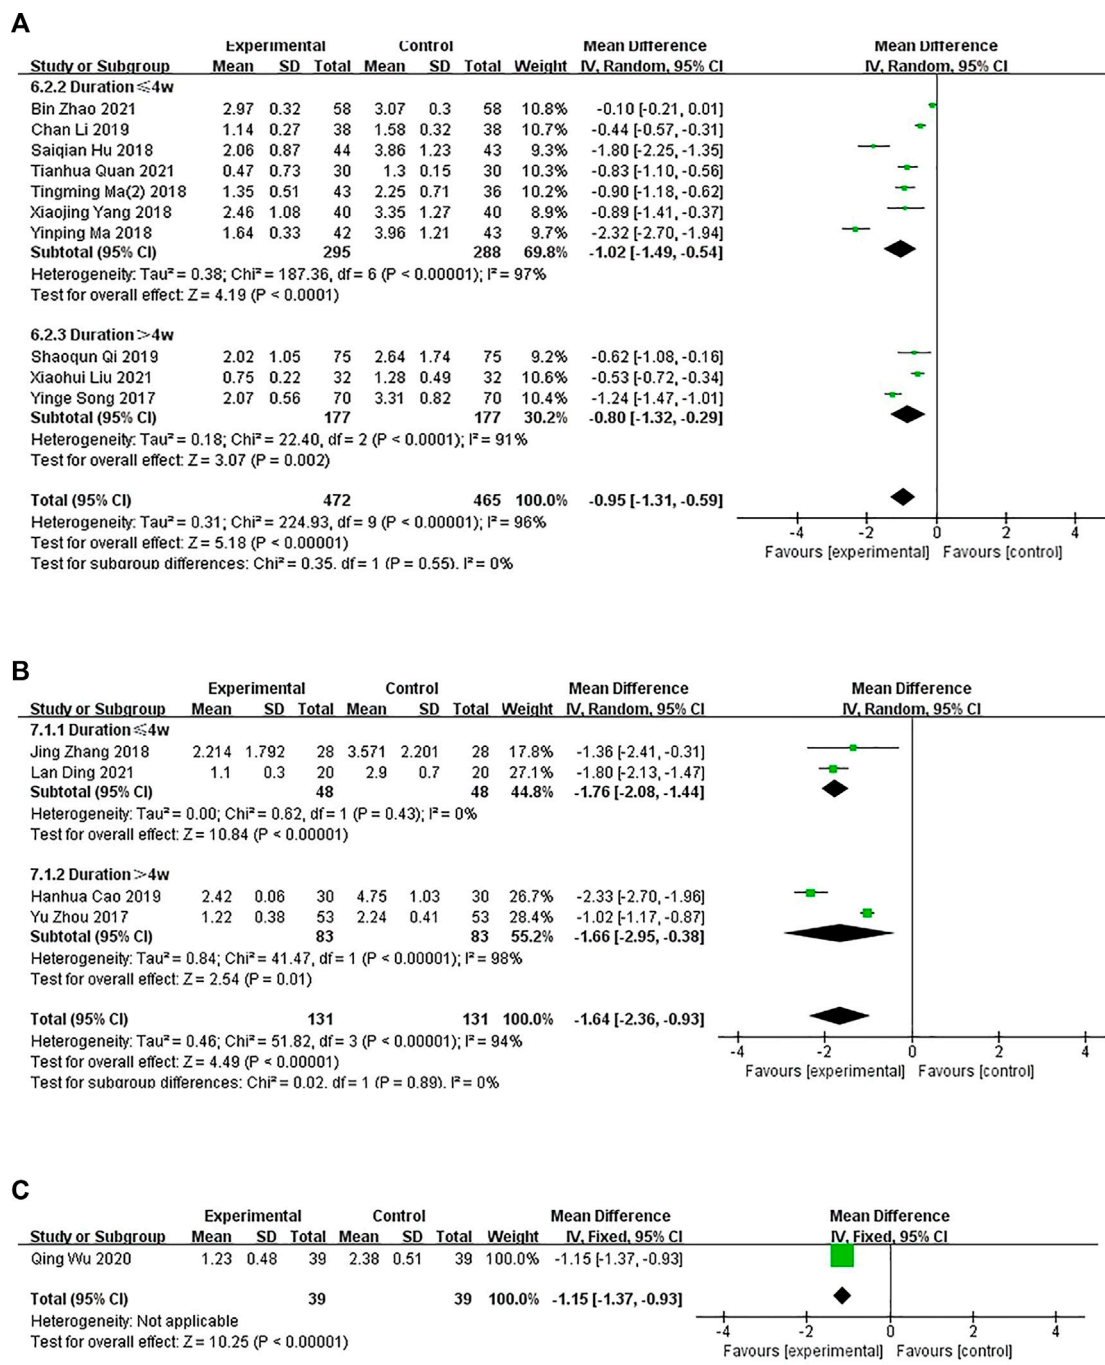 A
Experimental Control Mean Difference Mean Difference
Study or Subgroup Mean SD Total Mean SD Total Weight IV, Random, 95% CI IV, Random, 95% CI
6.2.2 Duration ≤4w
Bin Zhao 2021 2.97 0.32 58 3.07 0.3 58 10.8% -0.10 [-0.21, 0.01]
Chan Li 2019 1.14 0.27 38 1.58 0.32 38 10.7% -0.44 [-0.57, -0.31]
Saiqian Hu 2018 2.06 0.87 44 3.86 1.23 43 9.3% -1.80 [-2.25, -1.35]
Tianhua Quan 2021 0.47 0.73 30 1.3 0.15 30 10.3% -0.83 [-1.10, -0.56]
Tingming Ma(2) 2018 1.35 0.51 43 2.25 0.71 36 10.2% -0.90 [-1.18, -0.62]
Xiaojing Yang 2018 2.46 1.08 40 3.35 1.27 40 8.9% -0.89 [-1.41, -0.37]
Yinping Ma 2018 1.64 0.33 42 3.96 1.21 43 9.7% -2.32 [-2.70, -1.94]
Subtotal (95% CI) 295 288 69.8% -1.02 [-1.49, -0.54]
Heterogeneity: Tau² = 0.38; Chi² = 187.36, df = 6 (P < 0.00001); I² = 97%
Test for overall effect: Z = 4.19 (P < 0.0001)
6.2.3 Duration >4w
Shaoqun Qi 2019 2.02 1.05 75 2.64 1.74 75 9.2% -0.62 [-1.08, -0.16]
Xiaohui Liu 2021 0.75 0.22 32 1.28 0.49 32 10.6% -0.53 [-0.72, -0.34]
Yinge Song 2017 2.07 0.56 70 3.31 0.82 70 10.4% -1.24 [-1.47, -1.01]
Subtotal (95% CI) 177 177 30.2% -0.80 [-1.32, -0.29]
Heterogeneity: Tau² = 0.18; Chi² = 22.40, df = 2 (P < 0.0001); I² = 91%
Test for overall effect: Z = 3.07 (P = 0.002)
Total (95% CI) 472 465 100.0% -0.95 [-1.31, -0.59]
Heterogeneity: Tau² = 0.31; Chi² = 224.93, df = 9 (P < 0.00001); I² = 96%
Test for overall effect: Z = 5.18 (P < 0.00001)
Test for subgroup differences: Chi² = 0.35, df = 1 (P = 0.55), I² = 0%
-4 -2 0 2 4
Favours [experimental] Favours [control]
B
Experimental Control Mean Difference Mean Difference
Study or Subgroup Mean SD Total Mean SD Total Weight IV, Random, 95% CI IV, Random, 95% CI
7.1.1 Duration ≤4w
Jing Zhang 2018 2.214 1.792 28 3.571 2.201 28 17.8% -1.36 [-2.41, -0.31]
Lan Ding 2021 1.1 0.3 20 2.9 0.7 20 27.1% -1.80 [-2.13, -1.47]
Subtotal (95% CI) 48 48 44.8% -1.76 [-2.08, -1.44]
Heterogeneity: Tau² = 0.00; Chi² = 0.62, df = 1 (P = 0.43); I² = 0%
Test for overall effect: Z = 10.84 (P < 0.00001)
7.1.2 Duration >4w
Hanhua Cao 2019 2.42 0.06 30 4.75 1.03 30 26.7% -2.33 [-2.70, -1.96]
Yu Zhou 2017 1.22 0.38 53 2.24 0.41 53 28.4% -1.02 [-1.17, -0.87]
Subtotal (95% CI) 83 83 55.2% -1.66 [-2.95, -0.38]
Heterogeneity: Tau² = 0.84; Chi² = 41.47, df = 1 (P < 0.00001); I² = 98%
Test for overall effect: Z = 2.54 (P = 0.01)
Total (95% CI) 131 131 100.0% -1.64 [-2.36, -0.93]
Heterogeneity: Tau² = 0.46; Chi² = 51.82, df = 3 (P < 0.00001); I² = 94%
Test for overall effect: Z = 4.49 (P < 0.00001)
Test for subgroup differences: Chi² = 0.02, df = 1 (P = 0.89), I² = 0%
-4 -2 0 2 4
Favours [experimental] Favours [control]
C
Experimental Control Mean Difference Mean Difference
Study or Subgroup Mean SD Total Mean SD Total Weight IV, Fixed, 95% CI IV, Fixed, 95% CI
Qing Wu 2020 1.23 0.48 39 2.38 0.51 39 100.0% -1.15 [-1.37, -0.93]
Total (95% CI) 39 39 100.0% -1.15 [-1.37, -0.93]
Heterogeneity: Not applicable
Test for overall effect: Z = 10.25 (P < 0.00001)
-4 -2 0 2 4
Favours [experimental] Favours [control]